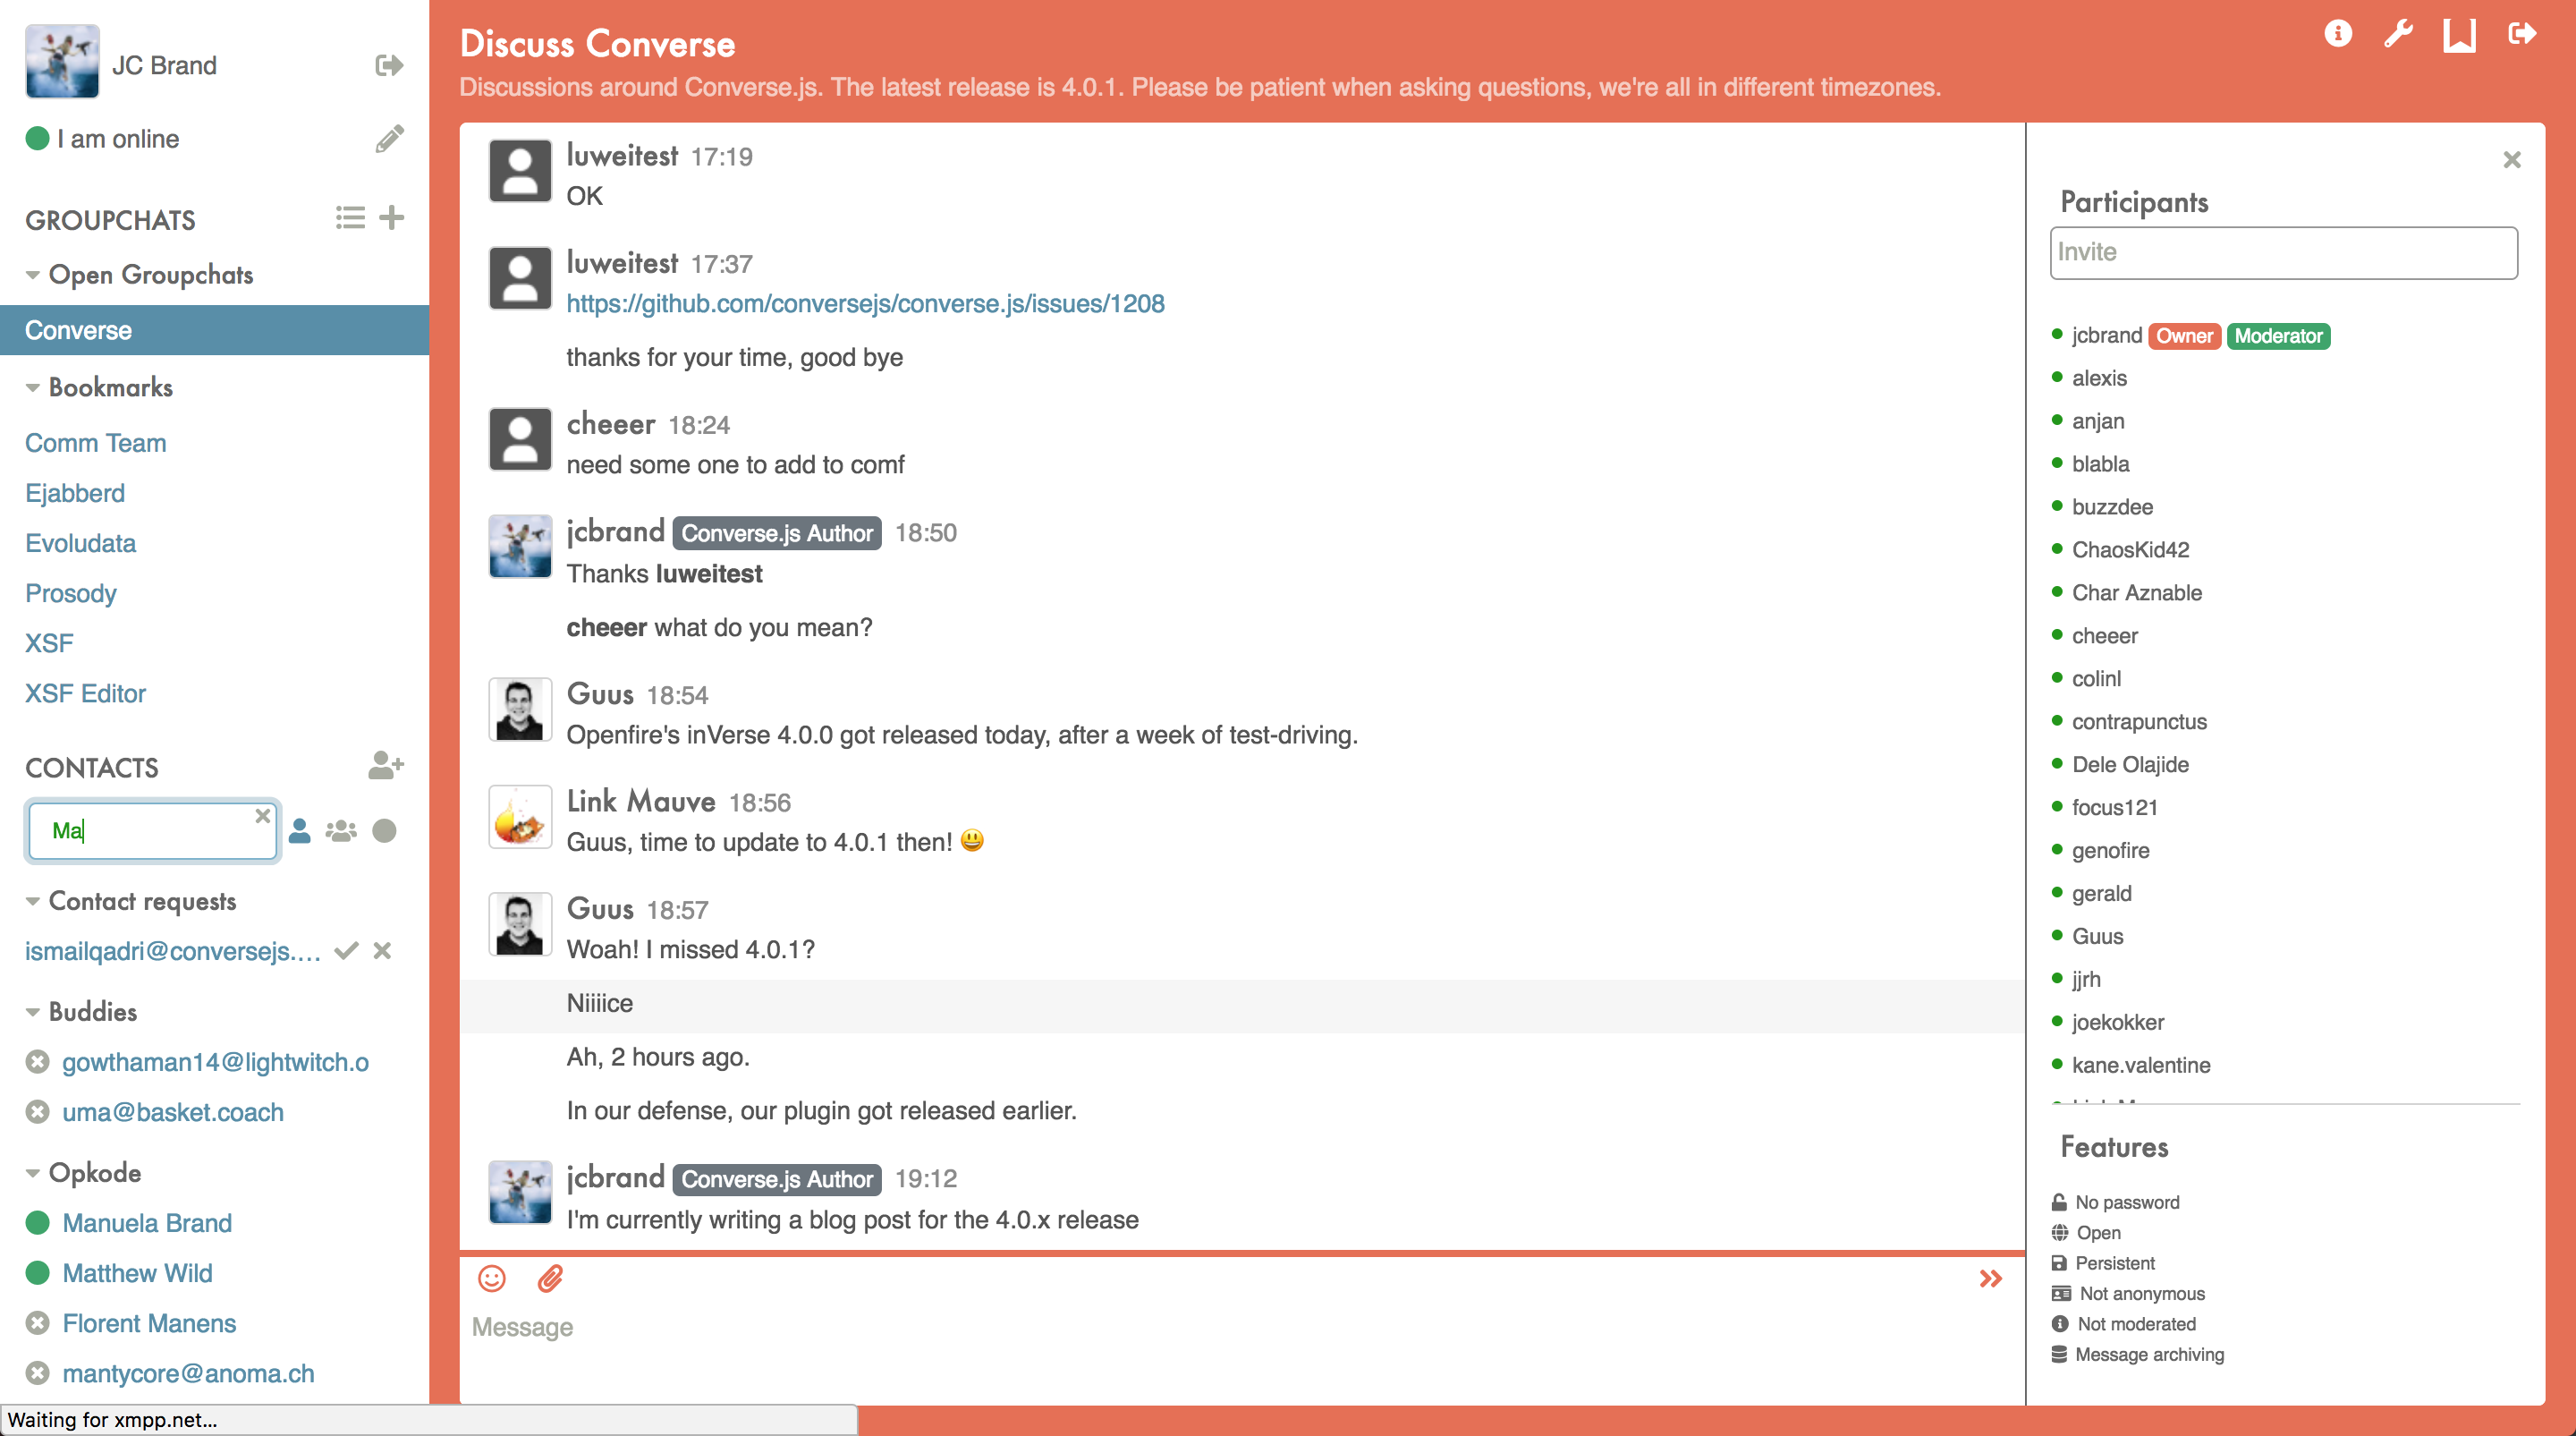 JC Brand
I am online
GROUPCHATS
Open Groupchats
Converse
Bookmarks
Comm Team
Ejabberd
Evoludata
Prosody
XSF
XSF Editor
CONTACTS
Ma
Contact requests
ismailqadri@conversejs....
Buddies
gowthaman14@lightwitch.o
uma@basket.coach
Opkode
Manuela Brand
Matthew Wild
Florent Manens
mantycore@anoma.ch
Waiting for xmpp.net...
Discuss Converse
Discussions around Converse.js. The latest release is 4.0.1. Please be patient when asking questions, we're all in different timezones.
luweitest 17:19
OK
luweitest 17:37
https://github.com/conversejs/converse.js/issues/1208
thanks for your time, good bye
cheeer 18:24
need some one to add to comf
jcbrand Converse.js Author 18:50
Thanks luweitest
cheeer what do you mean?
Guus 18:54
Openfire's inVerse 4.0.0 got released today, after a week of test-driving.
Link Mauve 18:56
Guus, time to update to 4.0.1 then! 😃
Guus 18:57
Woah! I missed 4.0.1?
Niiiice
Ah, 2 hours ago.
In our defense, our plugin got released earlier.
jcbrand Converse.js Author 19:12
I'm currently writing a blog post for the 4.0.x release
Message
Participants
Invite
jcbrand Owner Moderator
alexis
anjan
blabla
buzzdee
ChaosKid42
Char Aznable
cheeer
colinl
contrapunctus
Dele Olajide
focus121
genofire
gerald
Guus
jjrh
joekokker
kane.valentine
Features
No password
Open
Persistent
Not anonymous
Not moderated
Message archiving